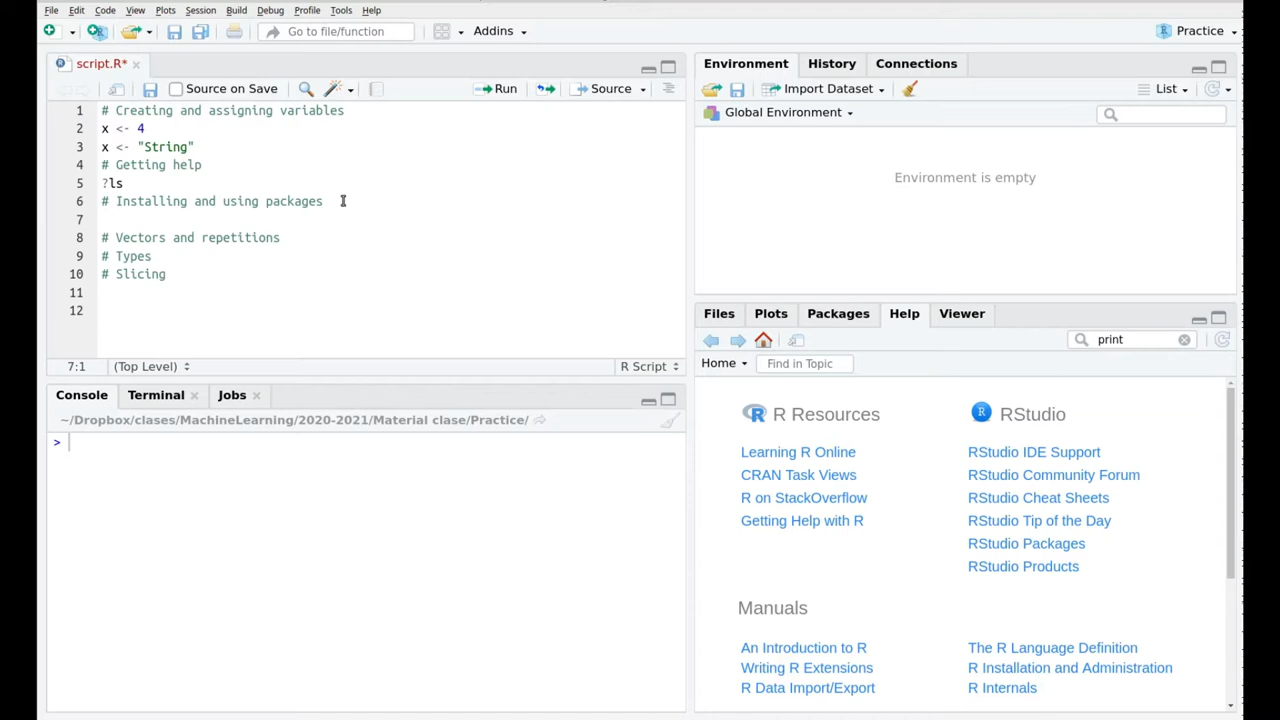 File Edit Code View Plots Session Build Debug Profile Tools Help
Go to file/function Addins Practice
script.R*
Source on Save Run Source
1 # Creating and assigning variables
2 x <- 4
3 x <- "String"
4 # Getting help
5 ?ls
6 # Installing and using packages
7
8 # Vectors and repetitions
9 # Types
10 # Slicing
11
12
7:1 (Top Level) R Script
Console Terminal Jobs
~/Dropbox/clases/MachineLearning/2020-2021/Material clase/Practice/
>
Environment History Connections
Import Dataset List
Global Environment
Environment is empty
Files Plots Packages Help Viewer
print
Home Find in Topic
R Resources
Learning R Online
CRAN Task Views
R on StackOverflow
Getting Help with R
RStudio
RStudio IDE Support
RStudio Community Forum
RStudio Cheat Sheets
RStudio Tip of the Day
RStudio Packages
RStudio Products
Manuals
An Introduction to R
Writing R Extensions
R Data Import/Export
The R Language Definition
R Installation and Administration
R Internals